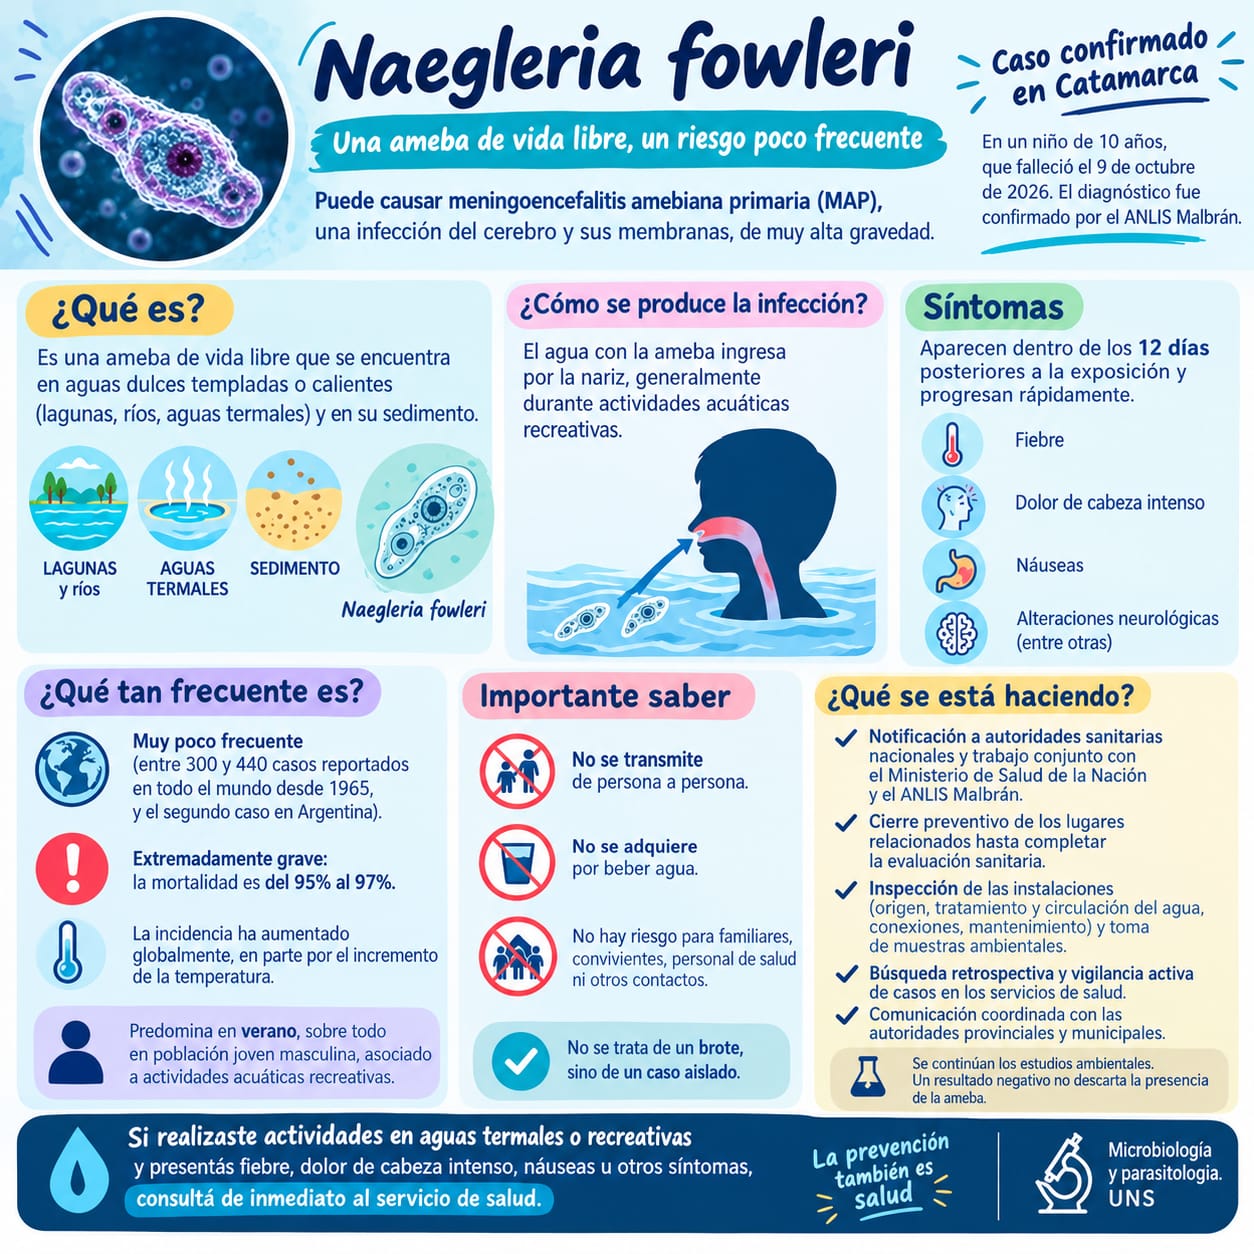 Naegleria fowleri
Una ameba de vida libre, un riesgo poco frecuente
Puede causar meningoencefalitis amebiana primaria (MAP),
una infección del cerebro y sus membranas, de muy alta gravedad.
Caso confirmado
en Catamarca
En un niño de 10 años,
que falleció el 9 de octubre
de 2026. El diagnóstico fue
confirmado por el ANLIS Malbrán.
¿Qué es?
Es una ameba de vida libre que se encuentra
en aguas dulces templadas o calientes
(lagunas, ríos, aguas termales) y en su sedimento.
LAGUNAS
y ríos
AGUAS
TERMALES
SEDIMENTO
Naegleria fowleri
¿Cómo se produce la infección?
El agua con la ameba ingresa
por la nariz, generalmente
durante actividades acuáticas
recreativas.
Síntomas
Aparecen dentro de los 12 días
posteriores a la exposición y
progresan rápidamente.
Fiebre
Dolor de cabeza intenso
Náuseas
Alteraciones neurológicas
(entre otras)
¿Qué tan frecuente es?
Muy poco frecuente
(entre 300 y 440 casos reportados
en todo el mundo desde 1965,
y el segundo caso en Argentina).
Extremadamente grave:
la mortalidad es del 95% al 97%.
La incidencia ha aumentado
globalmente, en parte por el incremento
de la temperatura.
Predomina en verano, sobre todo
en población joven masculina, asociado
a actividades acuáticas recreativas.
Importante saber
No se transmite
de persona a persona.
No se adquiere
por beber agua.
No hay riesgo para familiares,
convivientes, personal de salud
ni otros contactos.
No se trata de un brote,
sino de un caso aislado.
¿Qué se está haciendo?
Notificación a autoridades sanitarias
nacionales y trabajo conjunto con
el Ministerio de Salud de la Nación
y el ANLIS Malbrán.
Cierre preventivo de los lugares
relacionados hasta completar
la evaluación sanitaria.
Inspección de las instalaciones
(origen, tratamiento y circulación del agua,
conexiones, mantenimiento) y toma
de muestras ambientales.
Búsqueda retrospectiva y vigilancia activa
de casos en los servicios de salud.
Comunicación coordinada con las
autoridades provinciales y municipales.
Se continúan los estudios ambientales.
Un resultado negativo no descarta la presencia
de la ameba.
Si realizaste actividades en aguas termales o recreativas
y presentás fiebre, dolor de cabeza intenso, náuseas u otros síntomas,
consultá de inmediato al servicio de salud.
La prevención
también es
salud
Microbiología
y parasitologia.
UNS